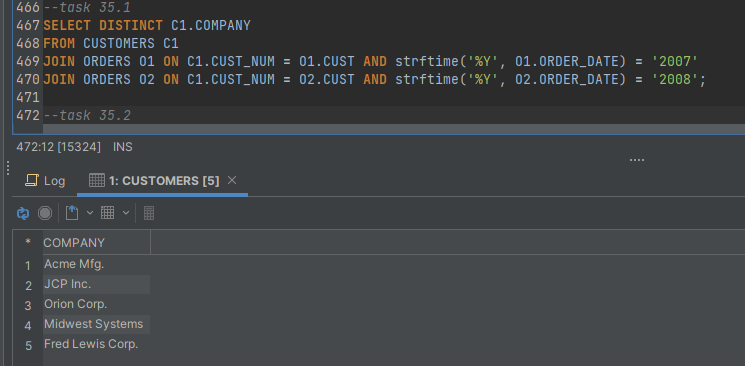 466 --task 35.1
467 SELECT DISTINCT C1.COMPANY
468 FROM CUSTOMERS C1
469 JOIN ORDERS O1 ON C1.CUST_NUM = O1.CUST AND strftime('%Y', O1.ORDER_DATE) = '2007'
470 JOIN ORDERS O2 ON C1.CUST_NUM = O2.CUST AND strftime('%Y', O2.ORDER_DATE) = '2008';
471
472 --task 35.2
472:12 [15324] INS
Log 1: CUSTOMERS [5] ×
* COMPANY
1 Acme Mfg.
2 JCP Inc.
3 Orion Corp.
4 Midwest Systems
5 Fred Lewis Corp.